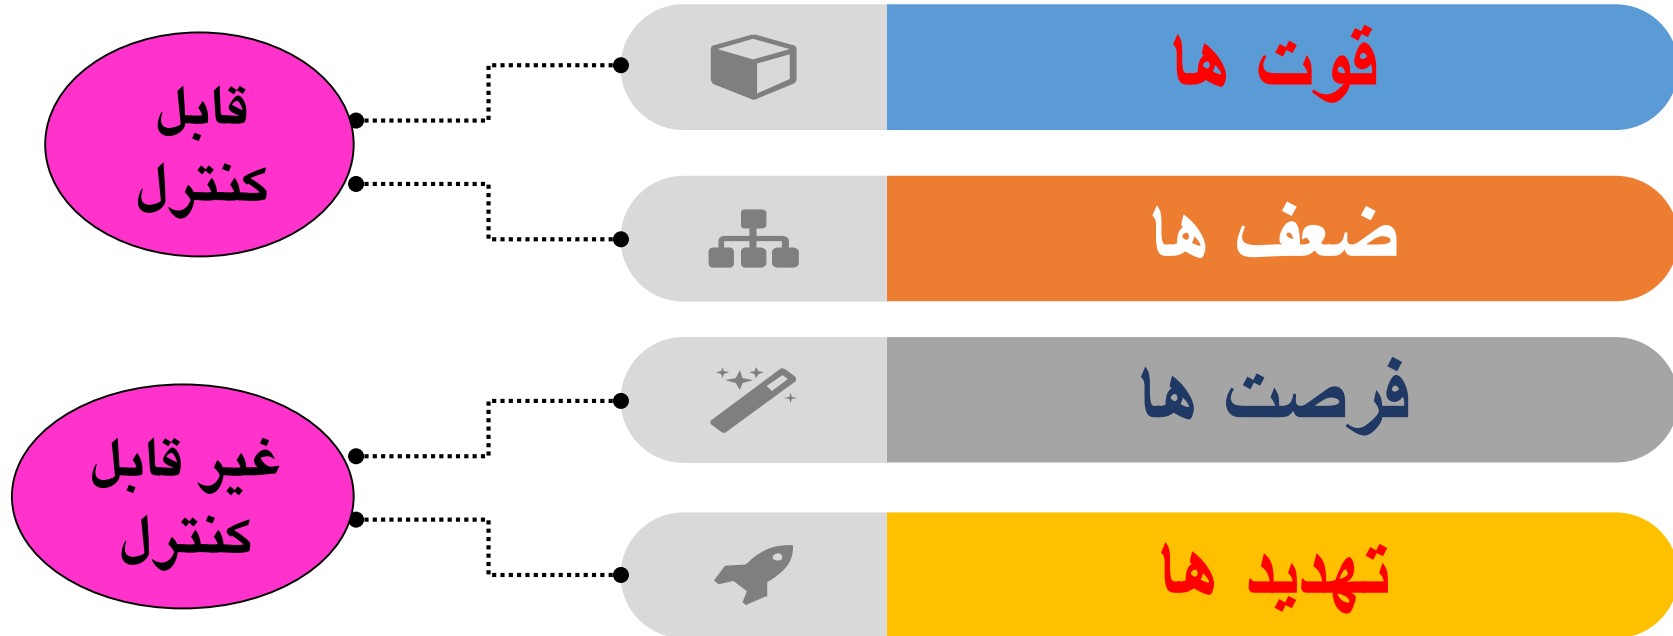 قوت ها
قابل
کنترل
ضعف ها
فرصت ها
غیر قابل
کنترل
تهدید ها